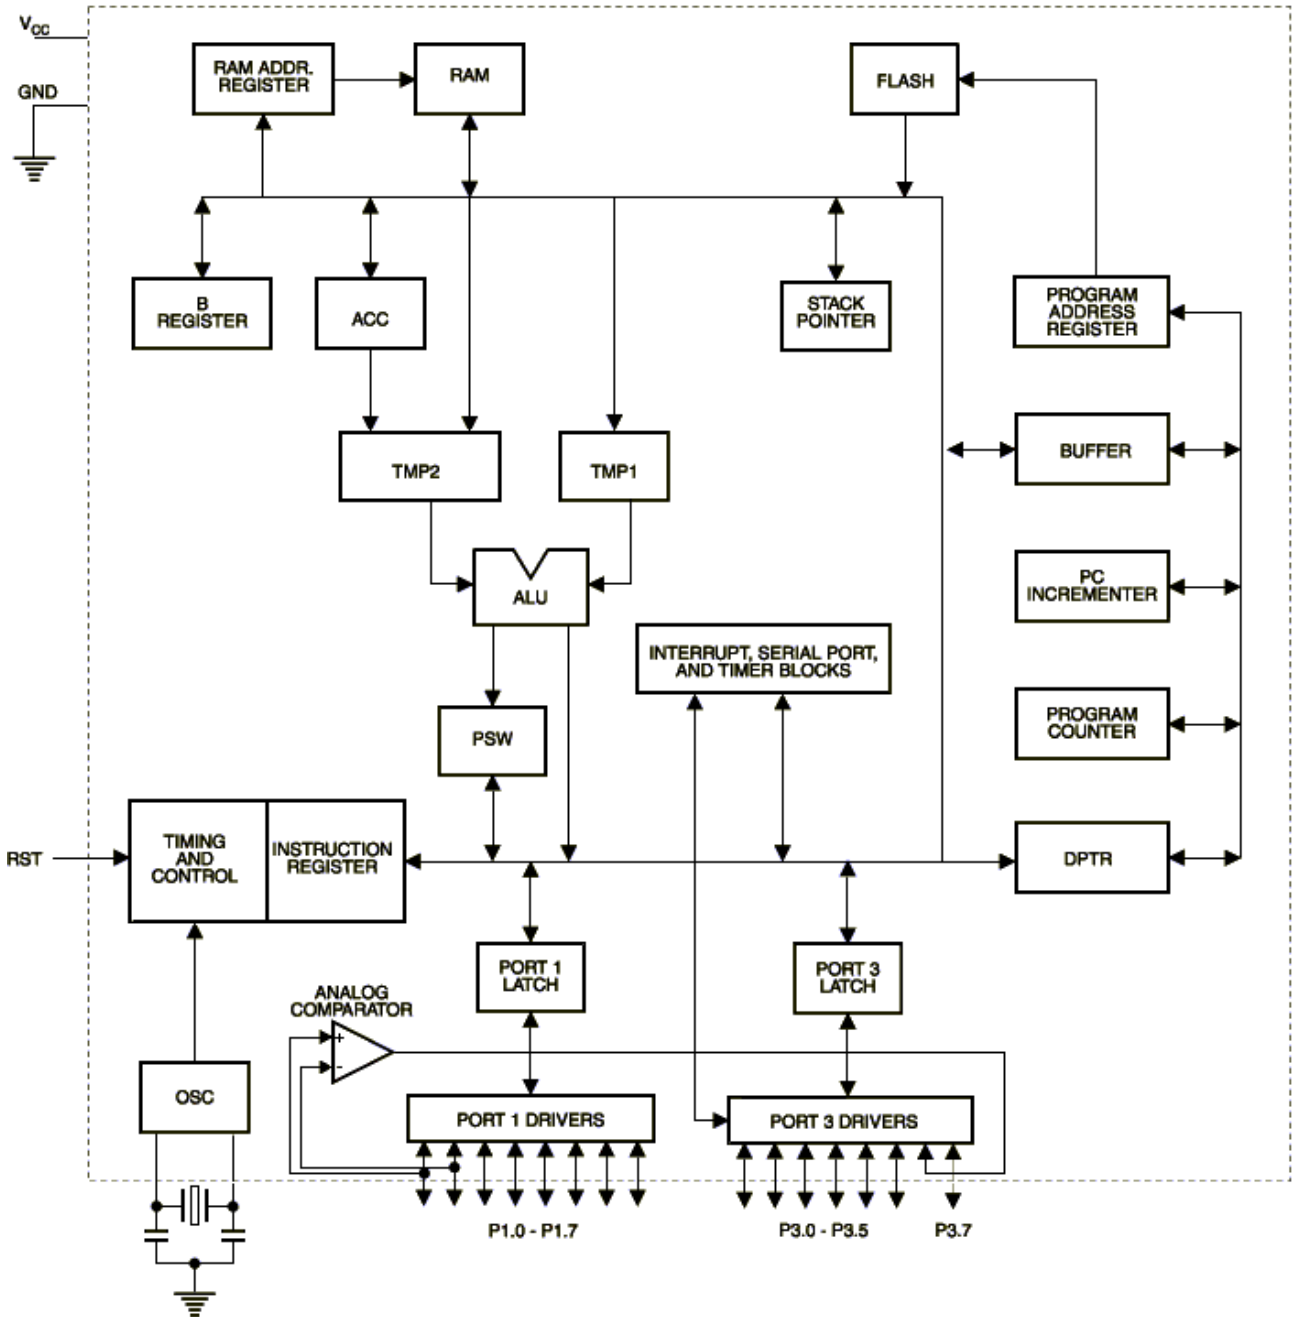 VCC
GND
RAM ADDR.
REGISTER
RAM
FLASH
B
REGISTER
ACC
STACK
POINTER
PROGRAM
ADDRESS
REGISTER
TMP2
TMP1
BUFFER
ALU
PC
INCREMENTER
INTERRUPT, SERIAL PORT,
AND TIMER BLOCKS
PSW
PROGRAM
COUNTER
RST
TIMING
AND
CONTROL
INSTRUCTION
REGISTER
DPTR
PORT 1
LATCH
PORT 3
LATCH
ANALOG
COMPARATOR
+
-
OSC
PORT 1 DRIVERS
PORT 3 DRIVERS
P1.0 - P1.7
P3.0 - P3.5
P3.7